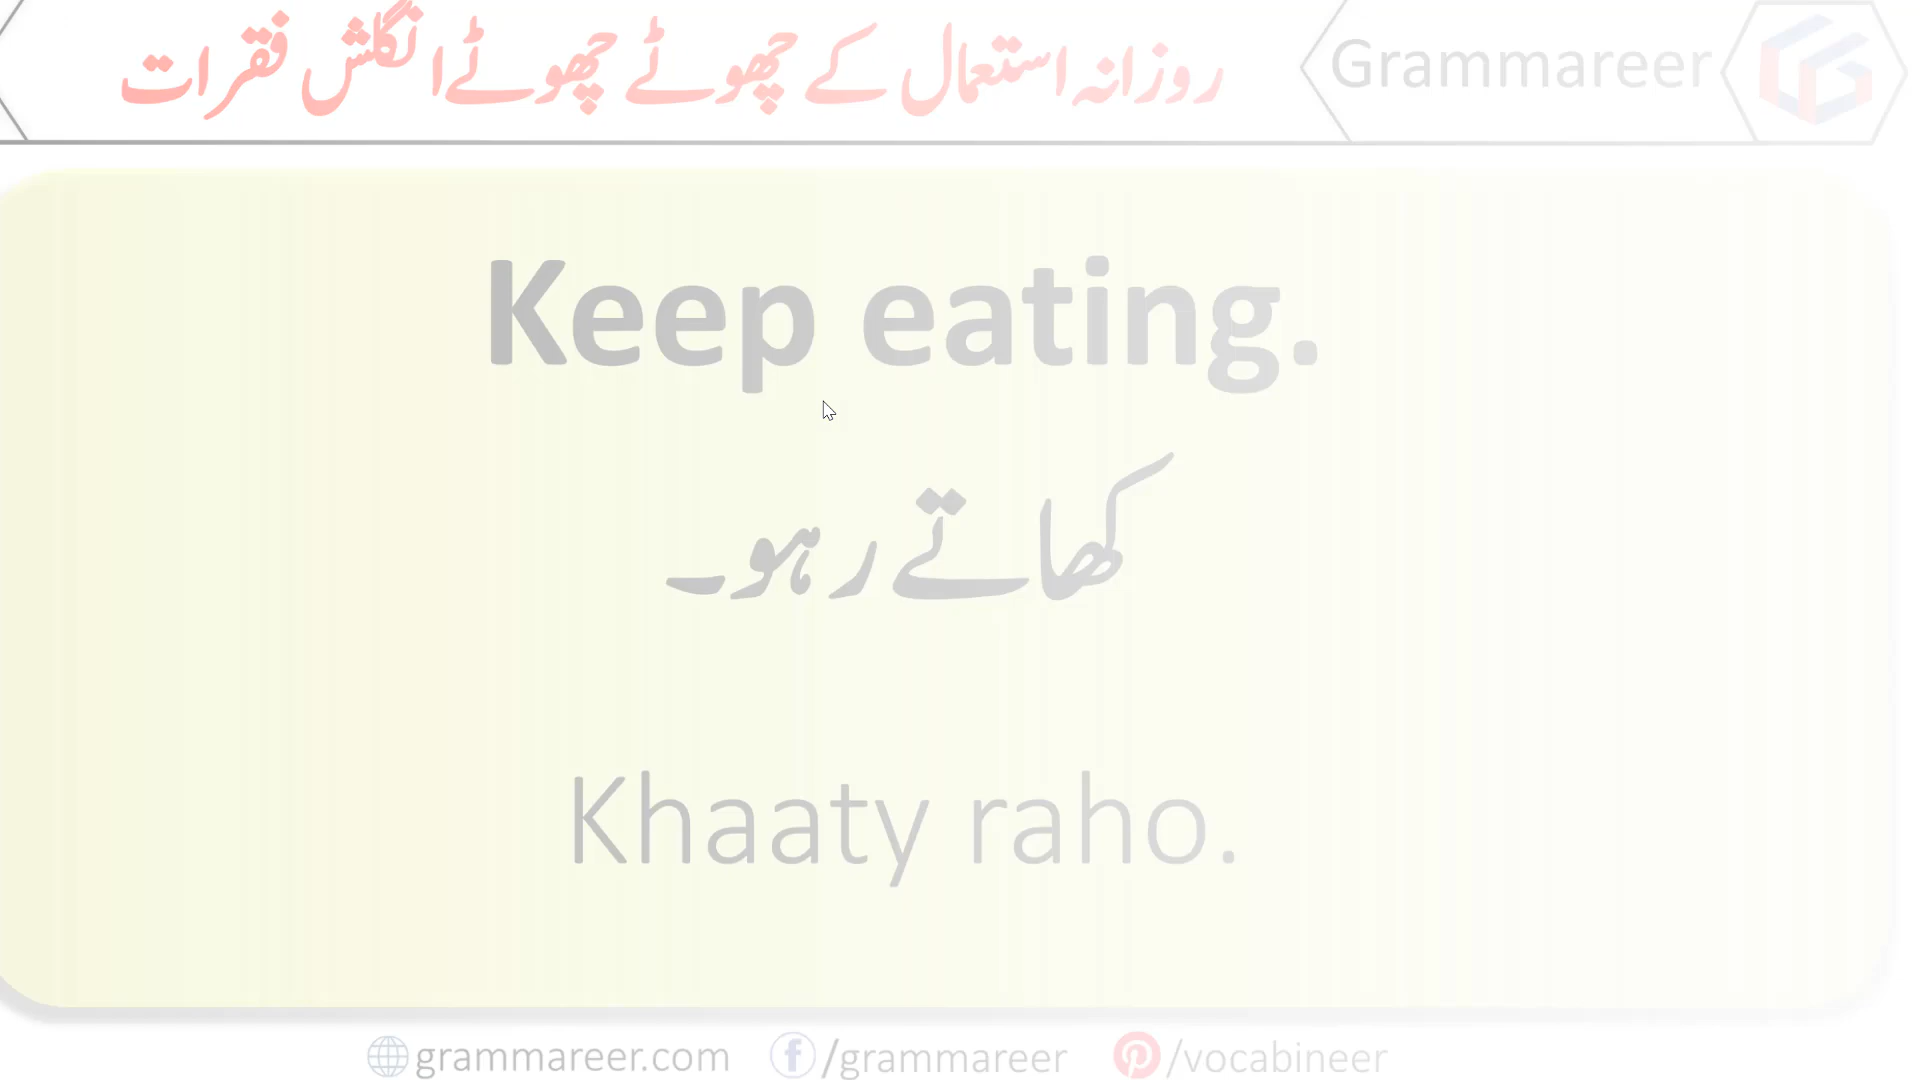 روزانہ استعمال کے چھوٹے چھوٹے انگلش فقرات
Grammareer
Keep eating.
کھاتے رہو۔
Khaaty raho.
grammareer.com /grammareer /vocabineer